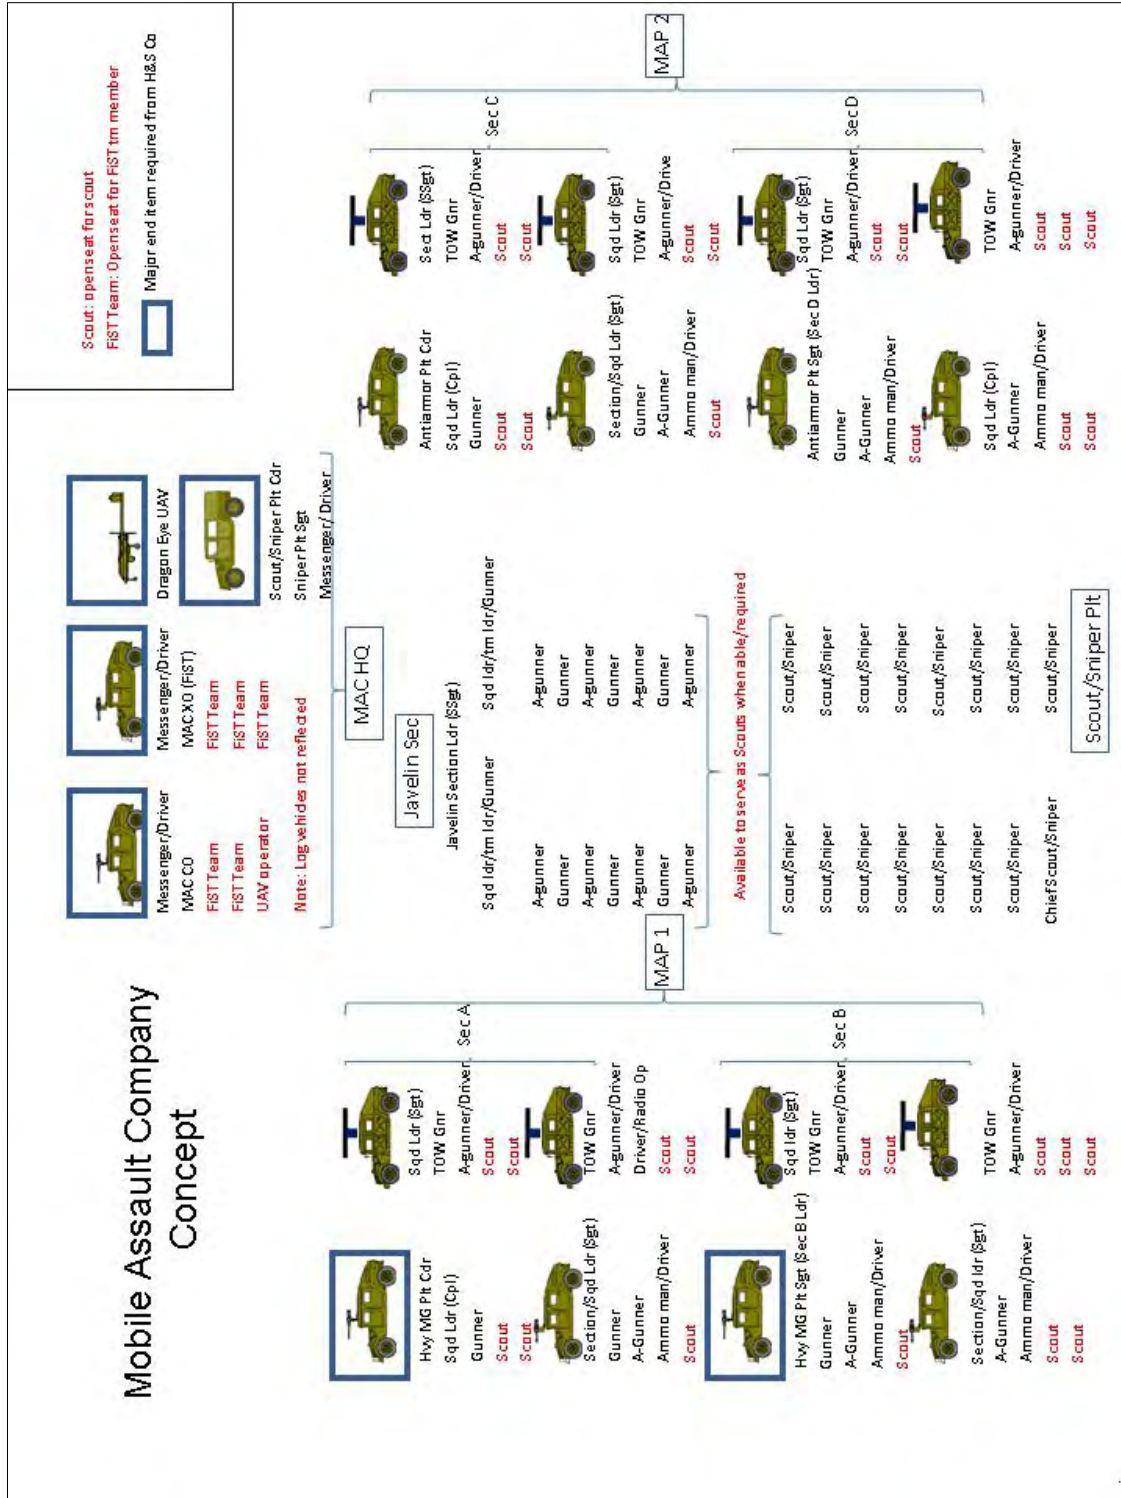 Mobile Assault Company
Concept
Scout: open seat for scout
FiST Team: Open seat for FiST tm member
Major end item required from H&S Co
Messenger/Driver
MAC CO
FiST Team
FiST Team
UAV operator
Note: Log vehicles not reflected
Messenger/Driver
MAC XO (FiST)
FiST Team
FiST Team
FiST Team
Dragon Eye UAV
Scout/Sniper Plt Cdr
Sniper Plt Sgt
Messenger/ Driver
MAC HQ
Javelin Sec
Javelin Section Ldr (SSgt)
Sqd ldr/tm ldr/Gunner
A-gunner
Gunner
A-gunner
Gunner
A-gunner
Gunner
A-gunner
Sqd ldr/tm ldr/Gunner
A-gunner
Gunner
A-gunner
Gunner
A-gunner
Gunner
A-gunner
Available to serve as Scouts when able/required
Scout/Sniper
Scout/Sniper
Scout/Sniper
Scout/Sniper
Scout/Sniper
Scout/Sniper
Scout/Sniper
Chief Scout/Sniper
Scout/Sniper
Scout/Sniper
Scout/Sniper
Scout/Sniper
Scout/Sniper
Scout/Sniper
Scout/Sniper
Scout/Sniper
Scout/Sniper Plt
MAP 1
Sec A
Hvy MG Plt Cdr
Sqd Ldr (Cpl)
Gunner
Scout
Scout
Sqd Ldr (Sgt)
TOW Gnr
A-gunner/Driver
Scout
Scout
Section/Sqd Ldr (Sgt)
Gunner
A-Gunner
Ammo man/Driver
Scout
TOW Gnr
A-gunner/Driver
Driver/Radio Op
Scout
Scout
Sec B
Hvy MG Plt Sgt (Sec B Ldr)
Gunner
A-Gunner
Ammo man/Driver
Scout
Sqd ldr (Sgt)
TOW Gnr
A-gunner/Driver
Scout
Scout
Section/Sqd ldr (Sgt)
A-Gunner
Ammo man/Driver
Scout
Scout
TOW Gnr
A-gunner/Driver
Scout
Scout
Scout
MAP 2
Sec C
Antiarmor Plt Cdr
Sqd Ldr (Cpl)
Gunner
Scout
Scout
Sect Ldr (SSgt)
TOW Gnr
A-gunner/Driver
Scout
Scout
Section/Sqd Ldr (Sgt)
Gunner
A-Gunner
Ammo man/Driver
Scout
Sqd Ldr (Sgt)
TOW Gnr
A-gunner/Drive
Scout
Scout
Sec D
Antiarmor Plt Sgt (Sec D Ldr)
Gunner
A-Gunner
Ammo man/Driver
Scout
Sqd Ldr (Sgt)
TOW Gnr
A-gunner/Driver
Scout
Scout
Sqd Ldr (Cpl)
A-Gunner
Ammo man/Driver
Scout
Scout
TOW Gnr
A-gunner/Driver
Scout
Scout
Scout